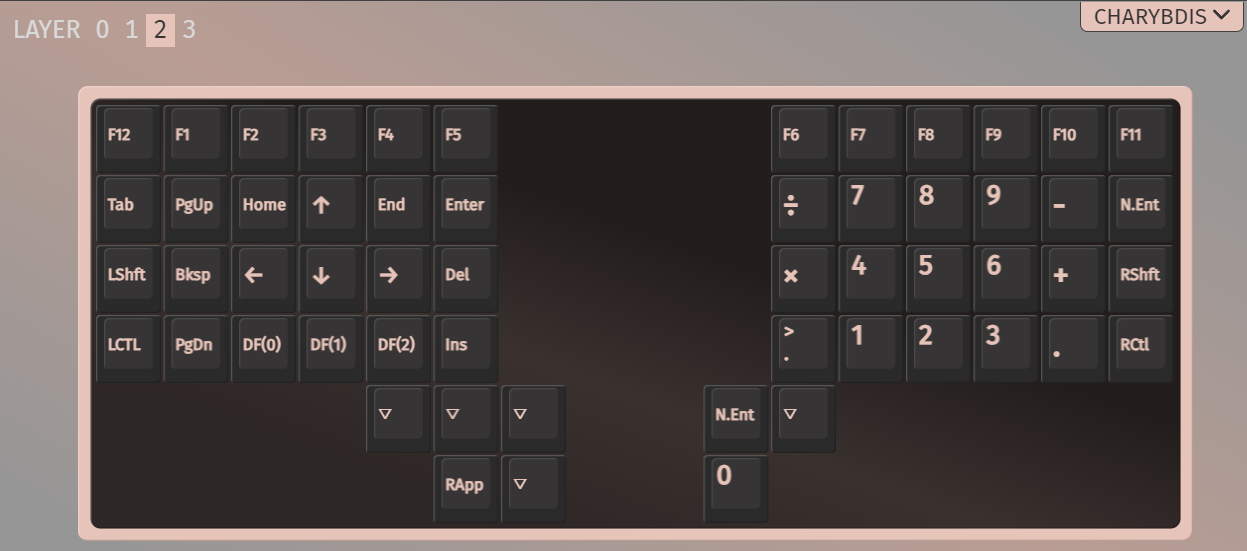 LAYER 0 1 2 3
CHARYBDIS
F12 F1 F2 F3 F4 F5 F6 F7 F8 F9 F10 F11
Tab PgUp Home ↑ End Enter ÷ 7 8 9 - N.Ent
LShft Bksp ← ↓ → Del × 4 5 6 + RShft
LCTL PgDn DF(0) DF(1) DF(2) Ins > . 1 2 3 . RCtl
▽ ▽ ▽ N.Ent ▽
RApp ▽ 0